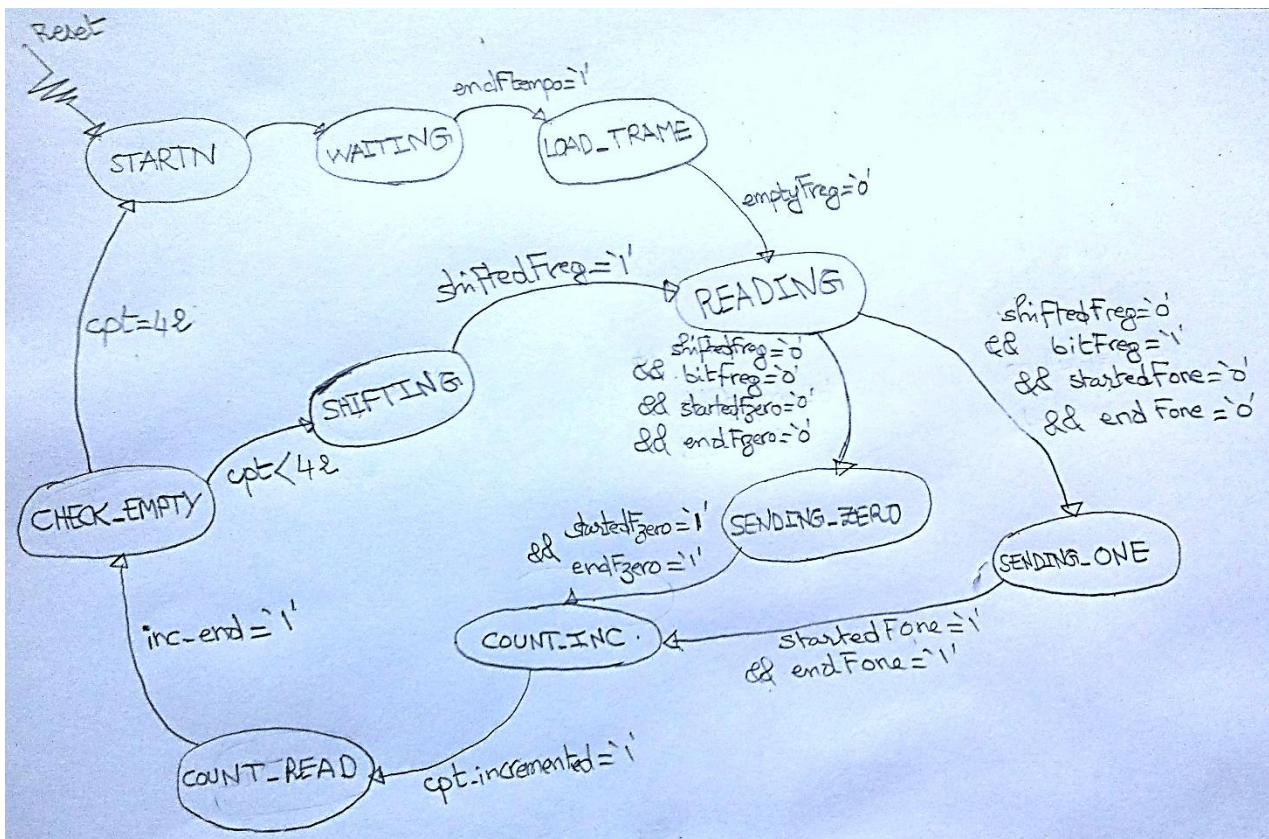 Reset
endFtempo='1'
STARTN
WAITING
LOAD_TRAME
emptyFreg='0'
shiftedFreg='1'
READING
cpt=42
shiftedFreg='0'
&& bitFreg='0'
&& startedFzero='0'
&& endFzero='0'
shiftedFreg='0'
&& bitFreg='1'
&& startedFone='0'
&& endFone='0'
SHIFTING
cpt<42
CHECK_EMPTY
SENDING_ZERO
startedFzero='1'
&& endFzero='1'
SENDING_ONE
inc_end='1'
COUNT_INC.
startedFone='1'
&& endFone='1'
COUNT_READ
cpt_incremented='1'